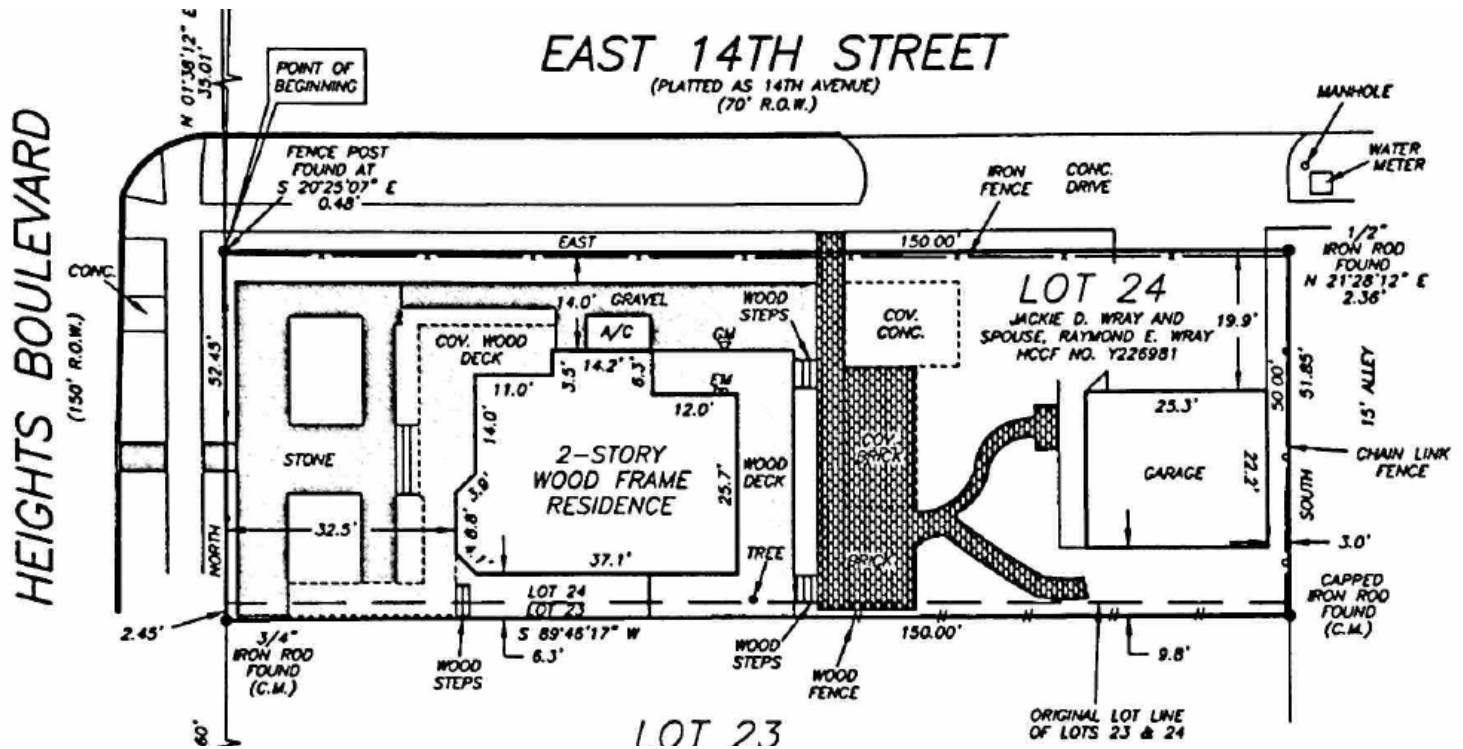 EAST 14TH STREET
(PLATTED AS 14TH AVENUE)
(70' R.O.W.)
N 01°38'12" E
35.01'
POINT OF
BEGINNING
HEIGHTS BOULEVARD
(150' R.O.W.)
FENCE POST
FOUND AT
S 20°25'07" E
0.48'
MANHOLE
WATER
METER
IRON
FENCE
CONC.
DRIVE
EAST
150.00'
1/2"
IRON ROD
FOUND
N 21°28'12" E
2.36'
CONC.
14.0'
GRAVEL
WOOD
STEPS
COV.
CONC.
LOT 24
JACKIE D. WRAY AND
SPOUSE, RAYMOND E. WRAY
HCCF NO. Y226981
19.9'
52.45'
COV. WOOD
DECK
A/C
GM
EM
11.0'
3.5'
14.2'
6.3'
12.0'
14.0'
50.00'
51.85'
15' ALLEY
25.3'
STONE
2-STORY
WOOD FRAME
RESIDENCE
25.7'
WOOD
DECK
COV.
BRICK
GARAGE
22.2'
CHAIN LINK
FENCE
SOUTH
3.9'
8.8'
32.5'
NORTH
37.1'
TREE
BRICK
3.0'
LOT 24
LOT 23
CAPPED
IRON ROD
FOUND
(C.M.)
2.45'
3/4"
IRON ROD
FOUND
(C.M.)
S 89°46'17" W
150.00'
6.3'
WOOD
STEPS
WOOD
STEPS
WOOD
FENCE
9.8'
ORIGINAL LOT LINE
OF LOTS 23 & 24
LOT 23
60'